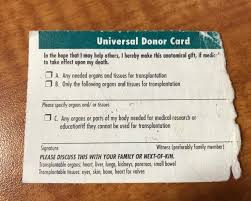 Universal Donor Card
In the hope that I may help others, I hereby make this anatomical gift, if medic
to take effect upon my death.
A. Any needed organs and tissues for transplantation
B. Only the following organs and tissues for transplantation
Please specify organs and/ or tissues
C. Any organs or parts of my body needed for medical research or
education if they cannot be used for transplantation
Signature Witness (preferably family member)
PLEASE DISCUSS THIS WITH YOUR FAMILY OR NEXT-OF-KIN.
Transplantable organs: heart, liver, lungs, kidneys, pancreas, small bowel
Transplantable tissues: eyes, skin, bone, heart for valves